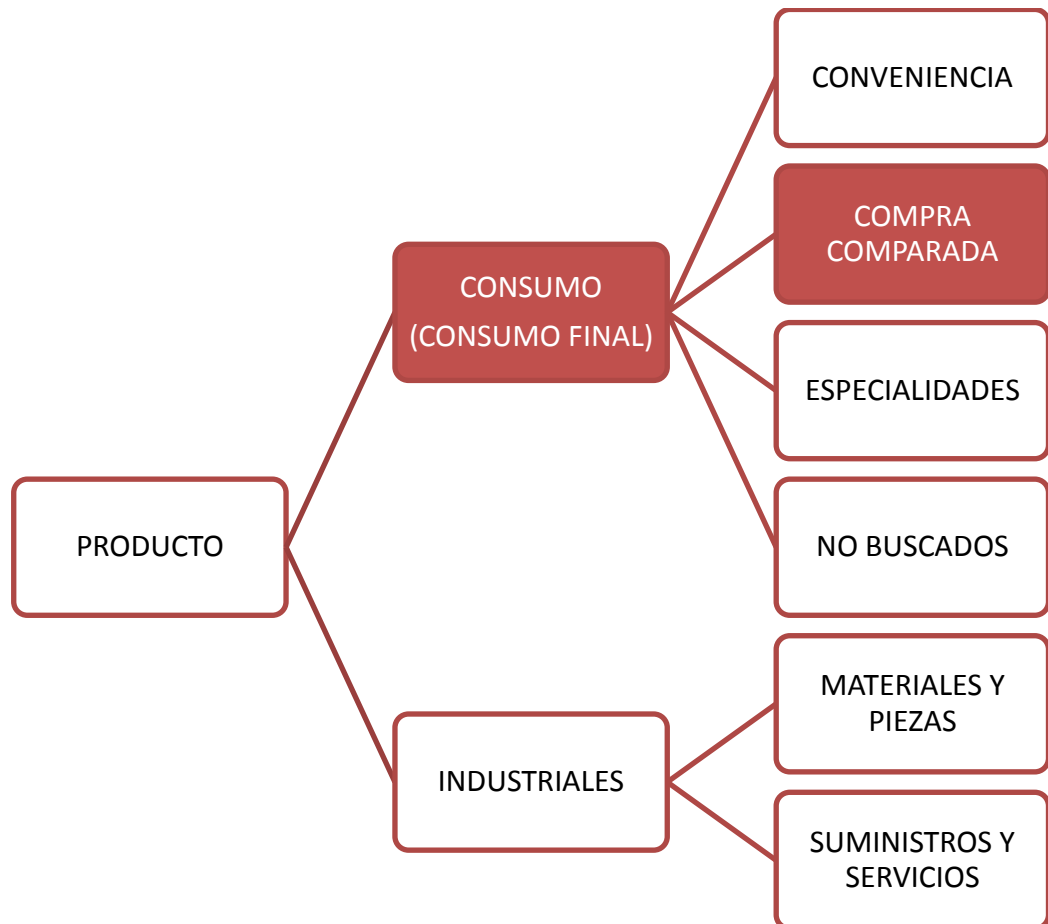 CONVENIENCIA
COMPRA
COMPARADA
CONSUMO
(CONSUMO FINAL)
ESPECIALIDADES
PRODUCTO
NO BUSCADOS
MATERIALES Y
PIEZAS
INDUSTRIALES
SUMINISTROS Y
SERVICIOS